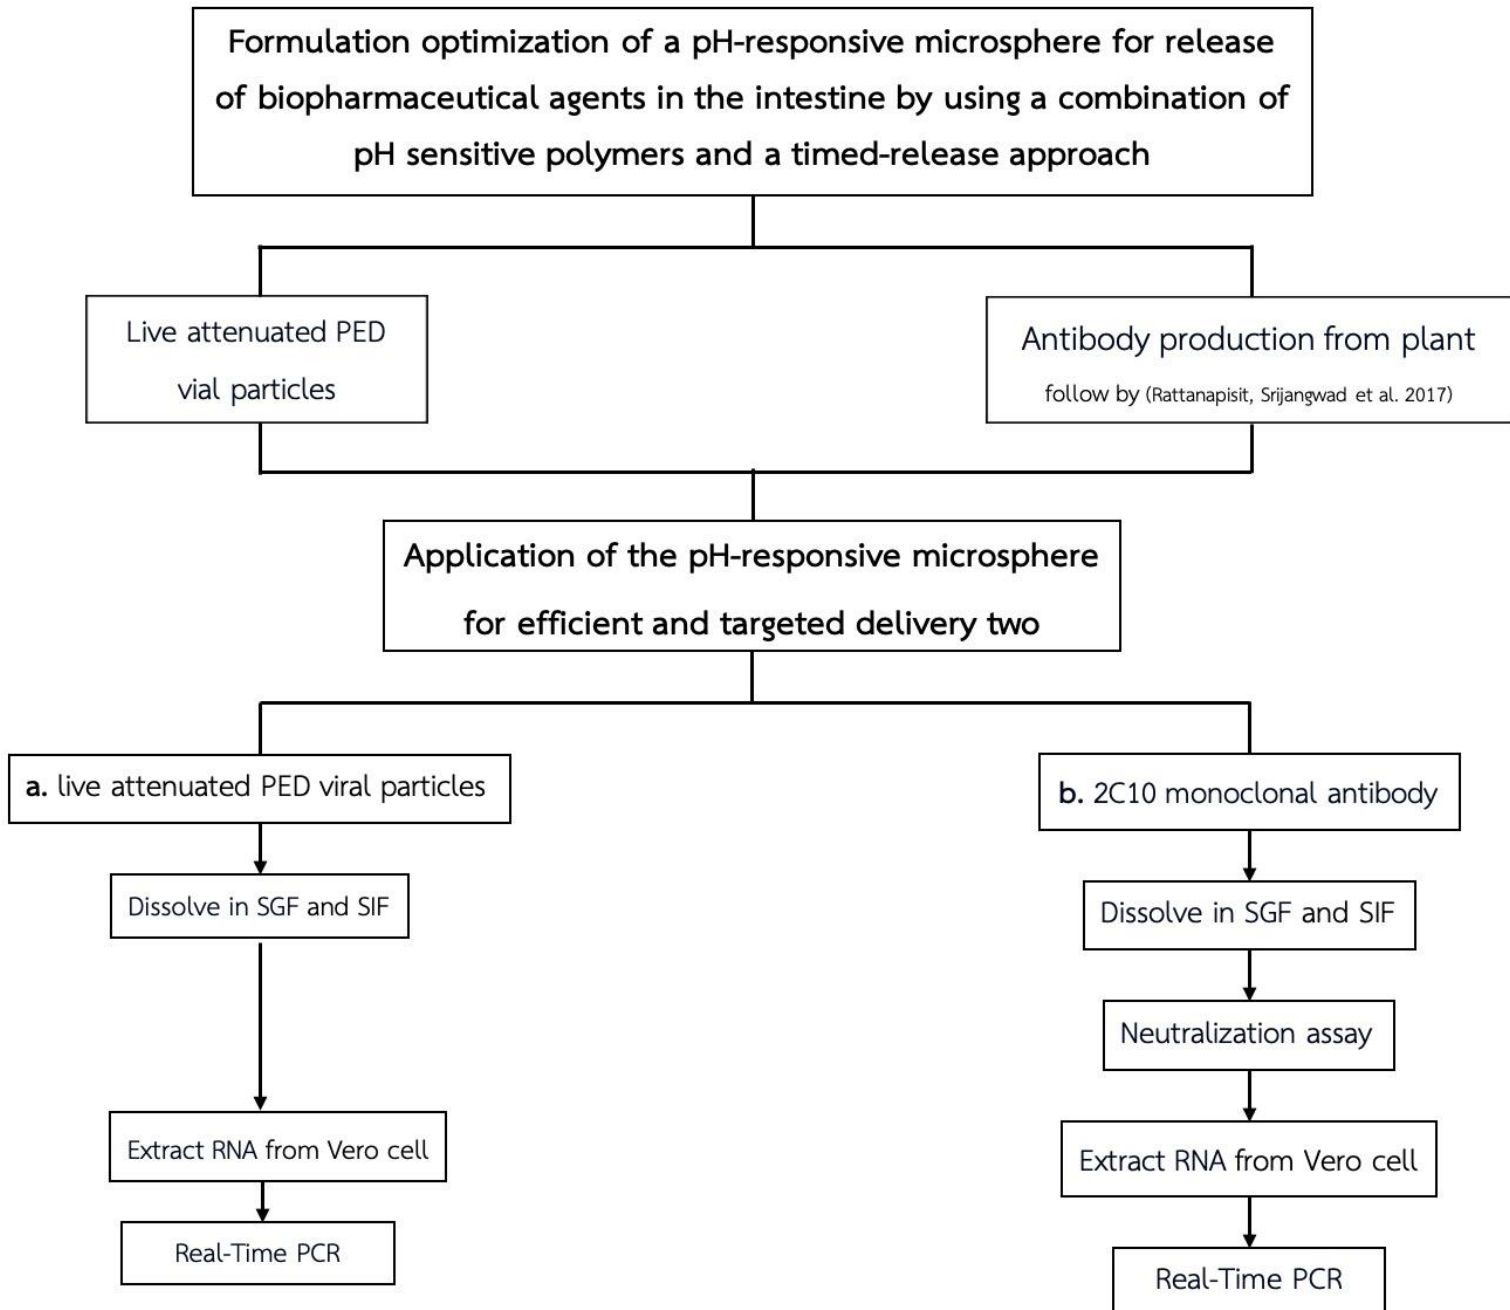 Formulation optimization of a pH-responsive microsphere for release
of biopharmaceutical agents in the intestine by using a combination of
pH sensitive polymers and a timed-release approach
Live attenuated PED
vial particles
Antibody production from plant
follow by (Rattanapisit, Srijangwad et al. 2017)
Application of the pH-responsive microsphere
for efficient and targeted delivery two
a. live attenuated PED viral particles
Dissolve in SGF and SIF
Extract RNA from Vero cell
Real-Time PCR
b. 2C10 monoclonal antibody
Dissolve in SGF and SIF
Neutralization assay
Extract RNA from Vero cell
Real-Time PCR